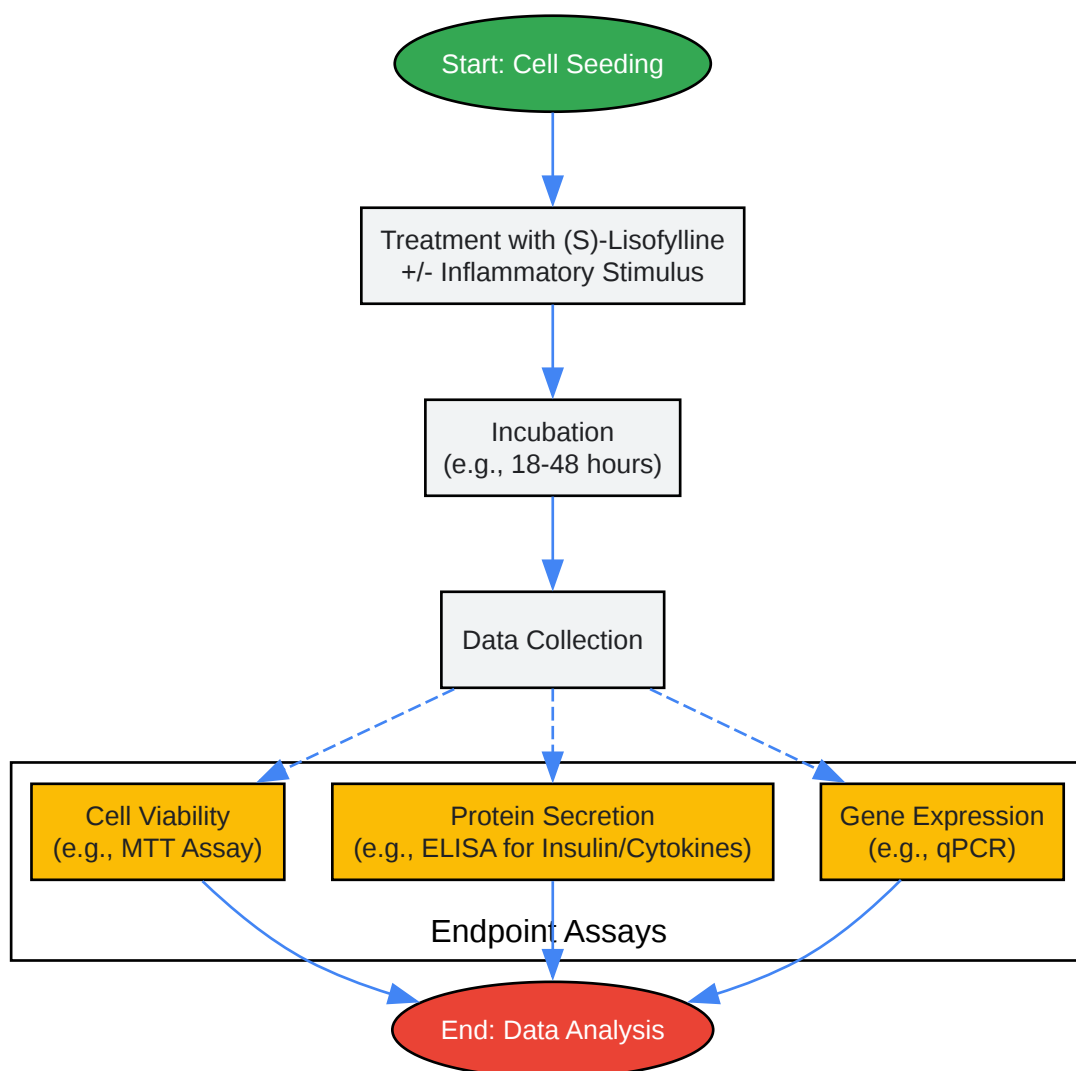 Start: Cell Seeding
Treatment with (S)-Lisofylline
+/- Inflammatory Stimulus
Incubation
(e.g., 18-48 hours)
Data Collection
Cell Viability
(e.g., MTT Assay)
Protein Secretion
(e.g., ELISA for Insulin/Cytokines)
Gene Expression
(e.g., qPCR)
Endpoint Assays
End: Data Analysis